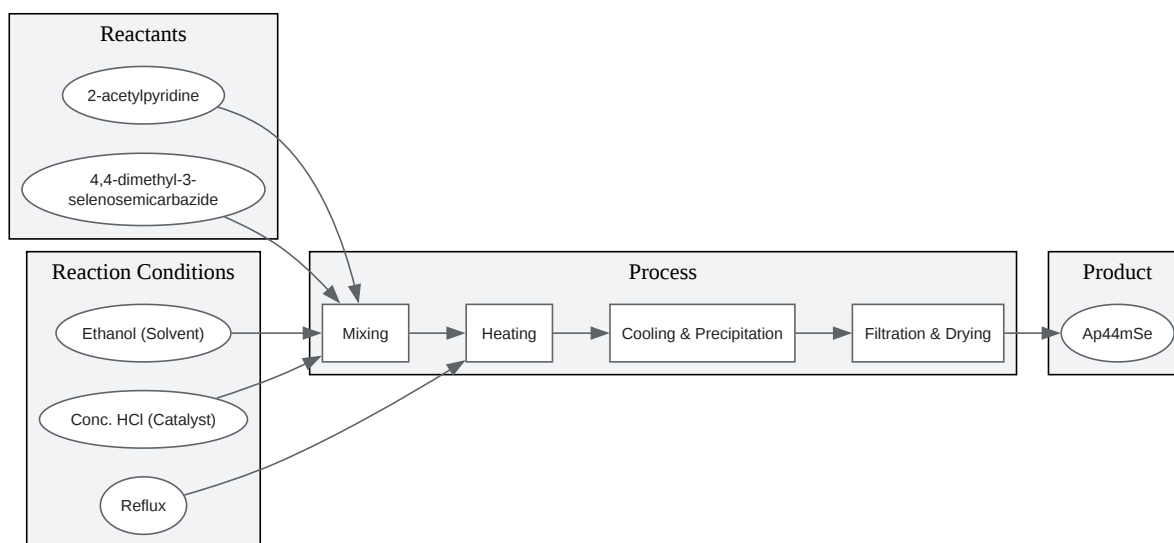 Reactants
2-acetylpyridine
4,4-dimethyl-3-
selenosemicarbazide
Reaction Conditions
Ethanol (Solvent)
Conc. HCl (Catalyst)
Reflux
Process
Mixing
Heating
Cooling & Precipitation
Filtration & Drying
Product
Ap44mSe